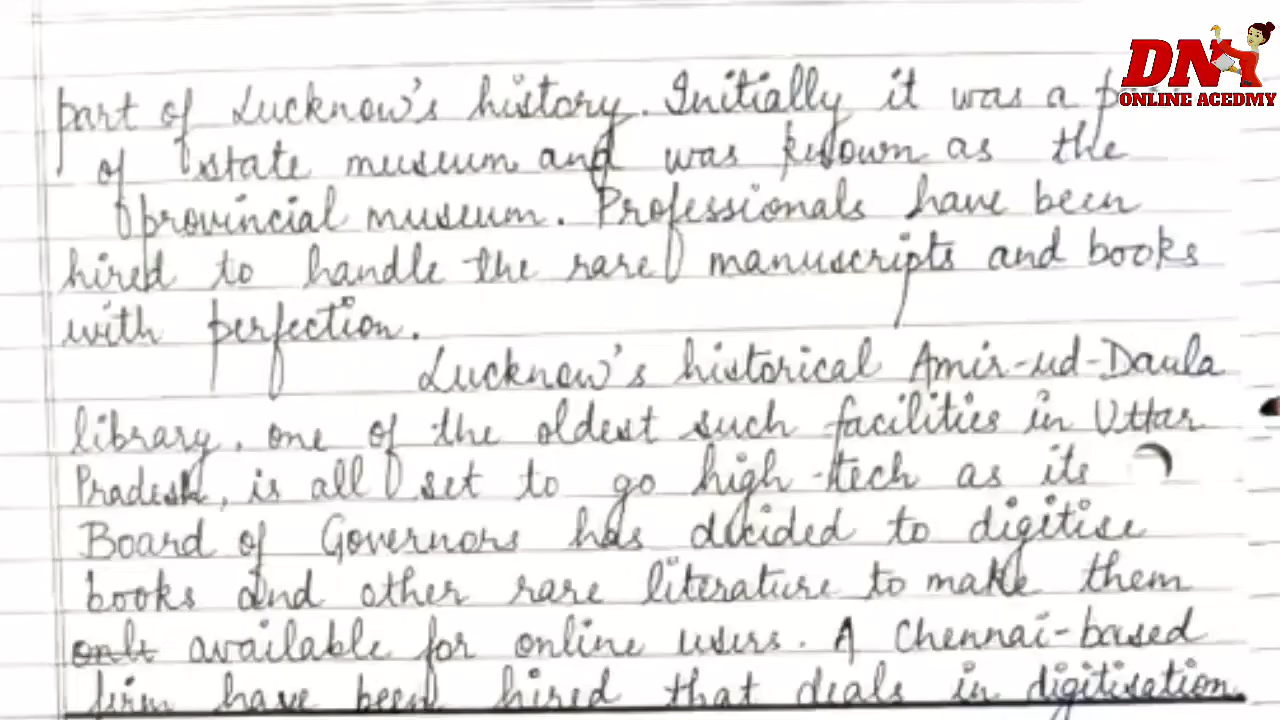 DN
ONLINE ACEDMY
part of Lucknow's history. Initially it was a part
of state museum and was known as the
provincial museum. Professionals have been
hired to handle the rare manuscripts and books
with perfection.
Lucknow's historical Amir-ud-Daula
library, one of the oldest such facilities in Uttar
Pradesh, is all set to go high-tech as its
Board of Governors has decided to digitise
books and other rare literature to make them
available for online users. A Chennai-based
firm have been hired that deals in digitisation